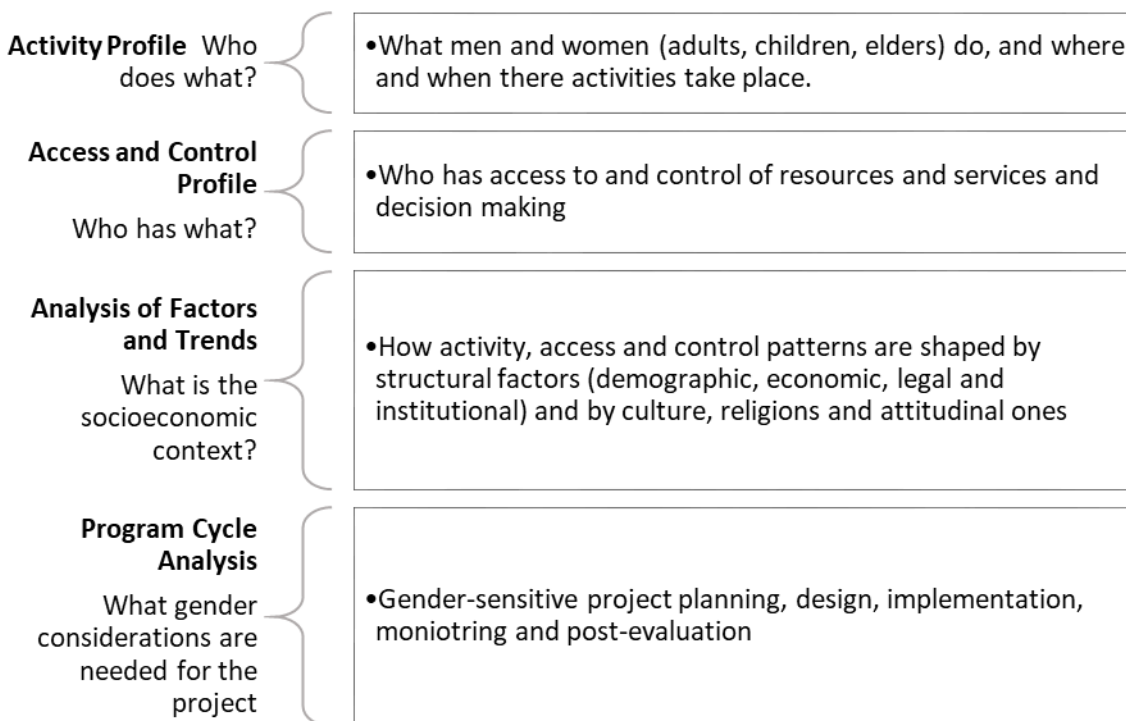 Activity Profile Who
does what?
•What men and women (adults, children, elders) do, and where
and when there activities take place.
Access and Control
Profile
Who has what?
•Who has access to and control of resources and services and
decision making
Analysis of Factors
and Trends
What is the
socioeconomic
context?
•How activity, access and control patterns are shaped by
structural factors (demographic, economic, legal and
institutional) and by culture, religions and attitudinal ones
Program Cycle
Analysis
What gender
considerations are
needed for the
project
•Gender-sensitive project planning, design, implementation,
moniotring and post-evaluation